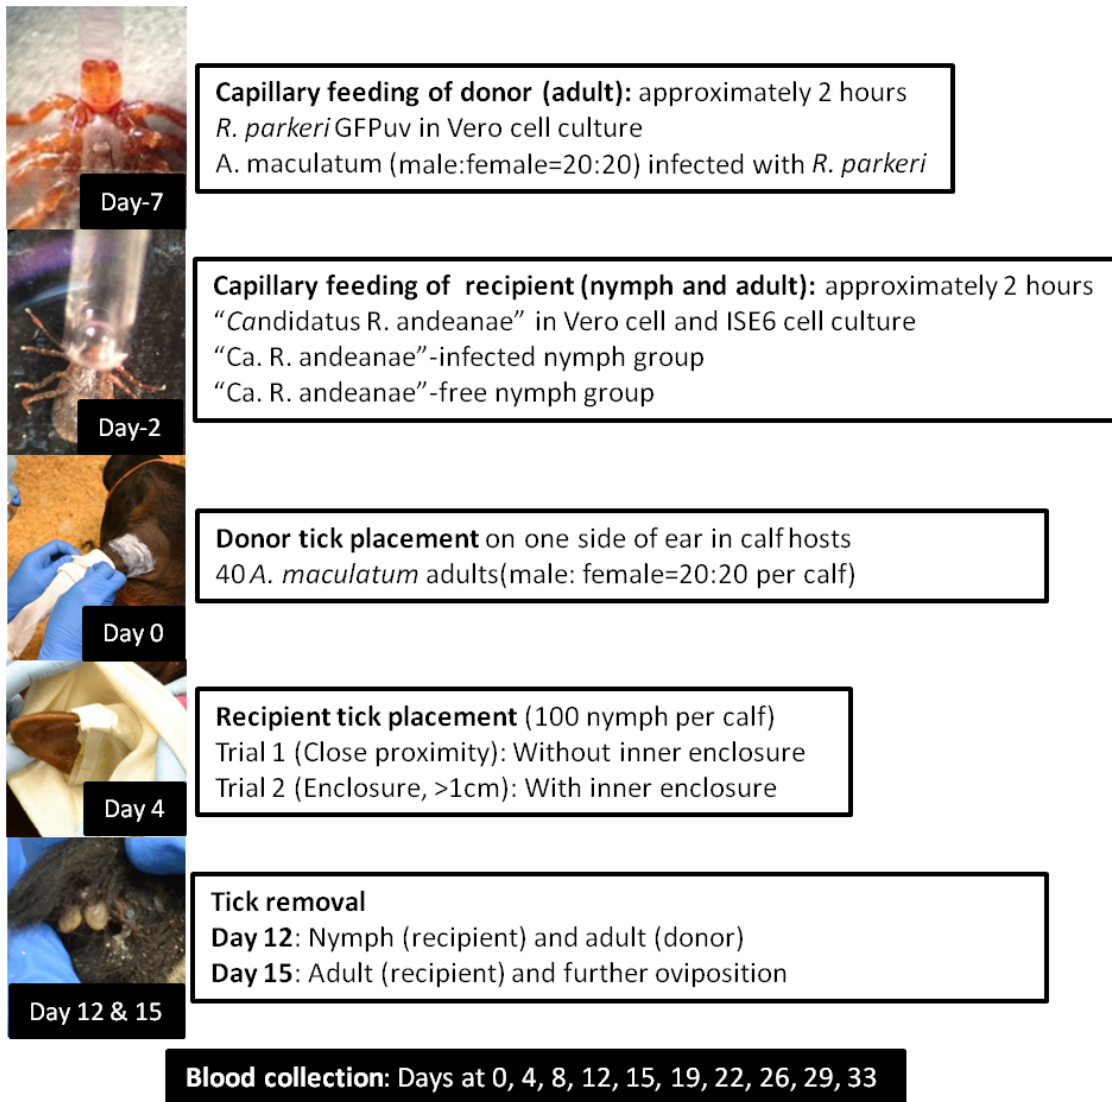 Capillary feeding of donor (adult): approximately 2 hours
R. parkeri GFPuv in Vero cell culture
A. maculatum (male:female=20:20) infected with R. parkeri
Day-7
Capillary feeding of  recipient (nymph and adult): approximately 2 hours
“Candidatus R. andeanae” in Vero cell and ISE6 cell culture
“Ca. R. andeanae”-infected nymph group
“Ca. R. andeanae”-free nymph group
Day-2
Donor tick placement on one side of ear in calf hosts
40 A. maculatum adults(male: female=20:20 per calf)
Day 0
Recipient tick placement (100 nymph per calf)
Trial 1 (Close proximity): Without inner enclosure
Trial 2 (Enclosure, >1cm): With inner enclosure
Day 4
Tick removal
Day 12: Nymph (recipient) and adult (donor)
Day 15: Adult (recipient) and further oviposition
Day 12 & 15
Blood collection: Days at 0, 4, 8, 12, 15, 19, 22, 26, 29, 33